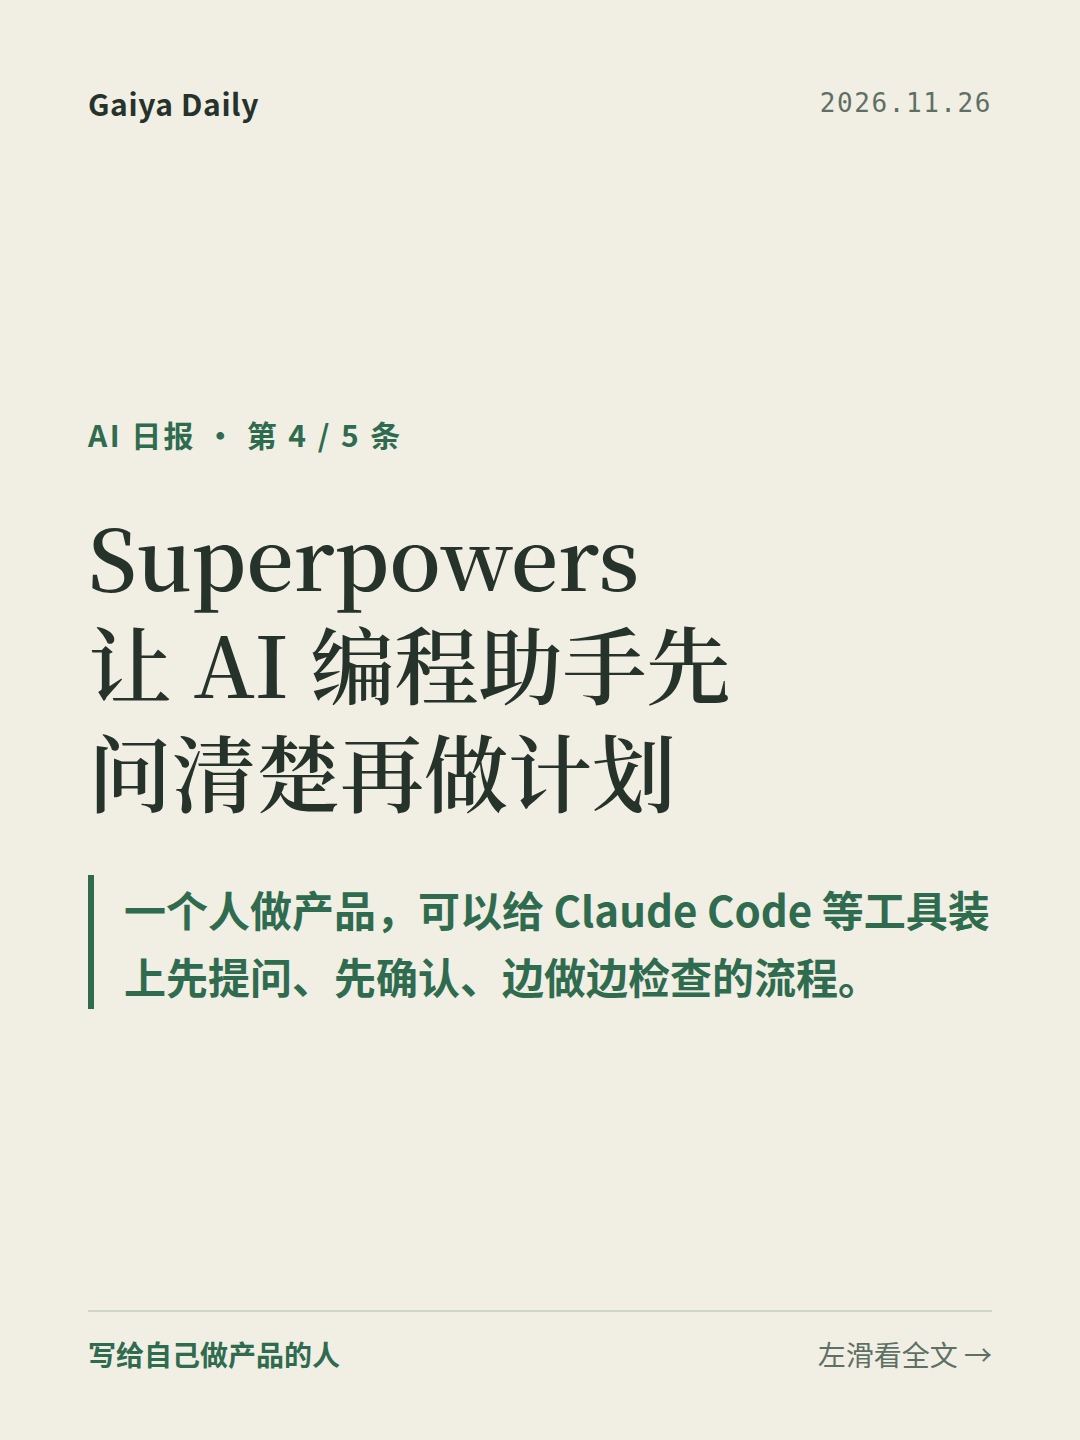 Gaiya Daily
2026.11.26
AI 日报 · 第 4 / 5 条
Superpowers
让 AI 编程助手先
问清楚再做计划
一个人做产品，可以给 Claude Code 等工具装
上先提问、先确认、边做边检查的流程。
写给自己做产品的人
左滑看全文 →